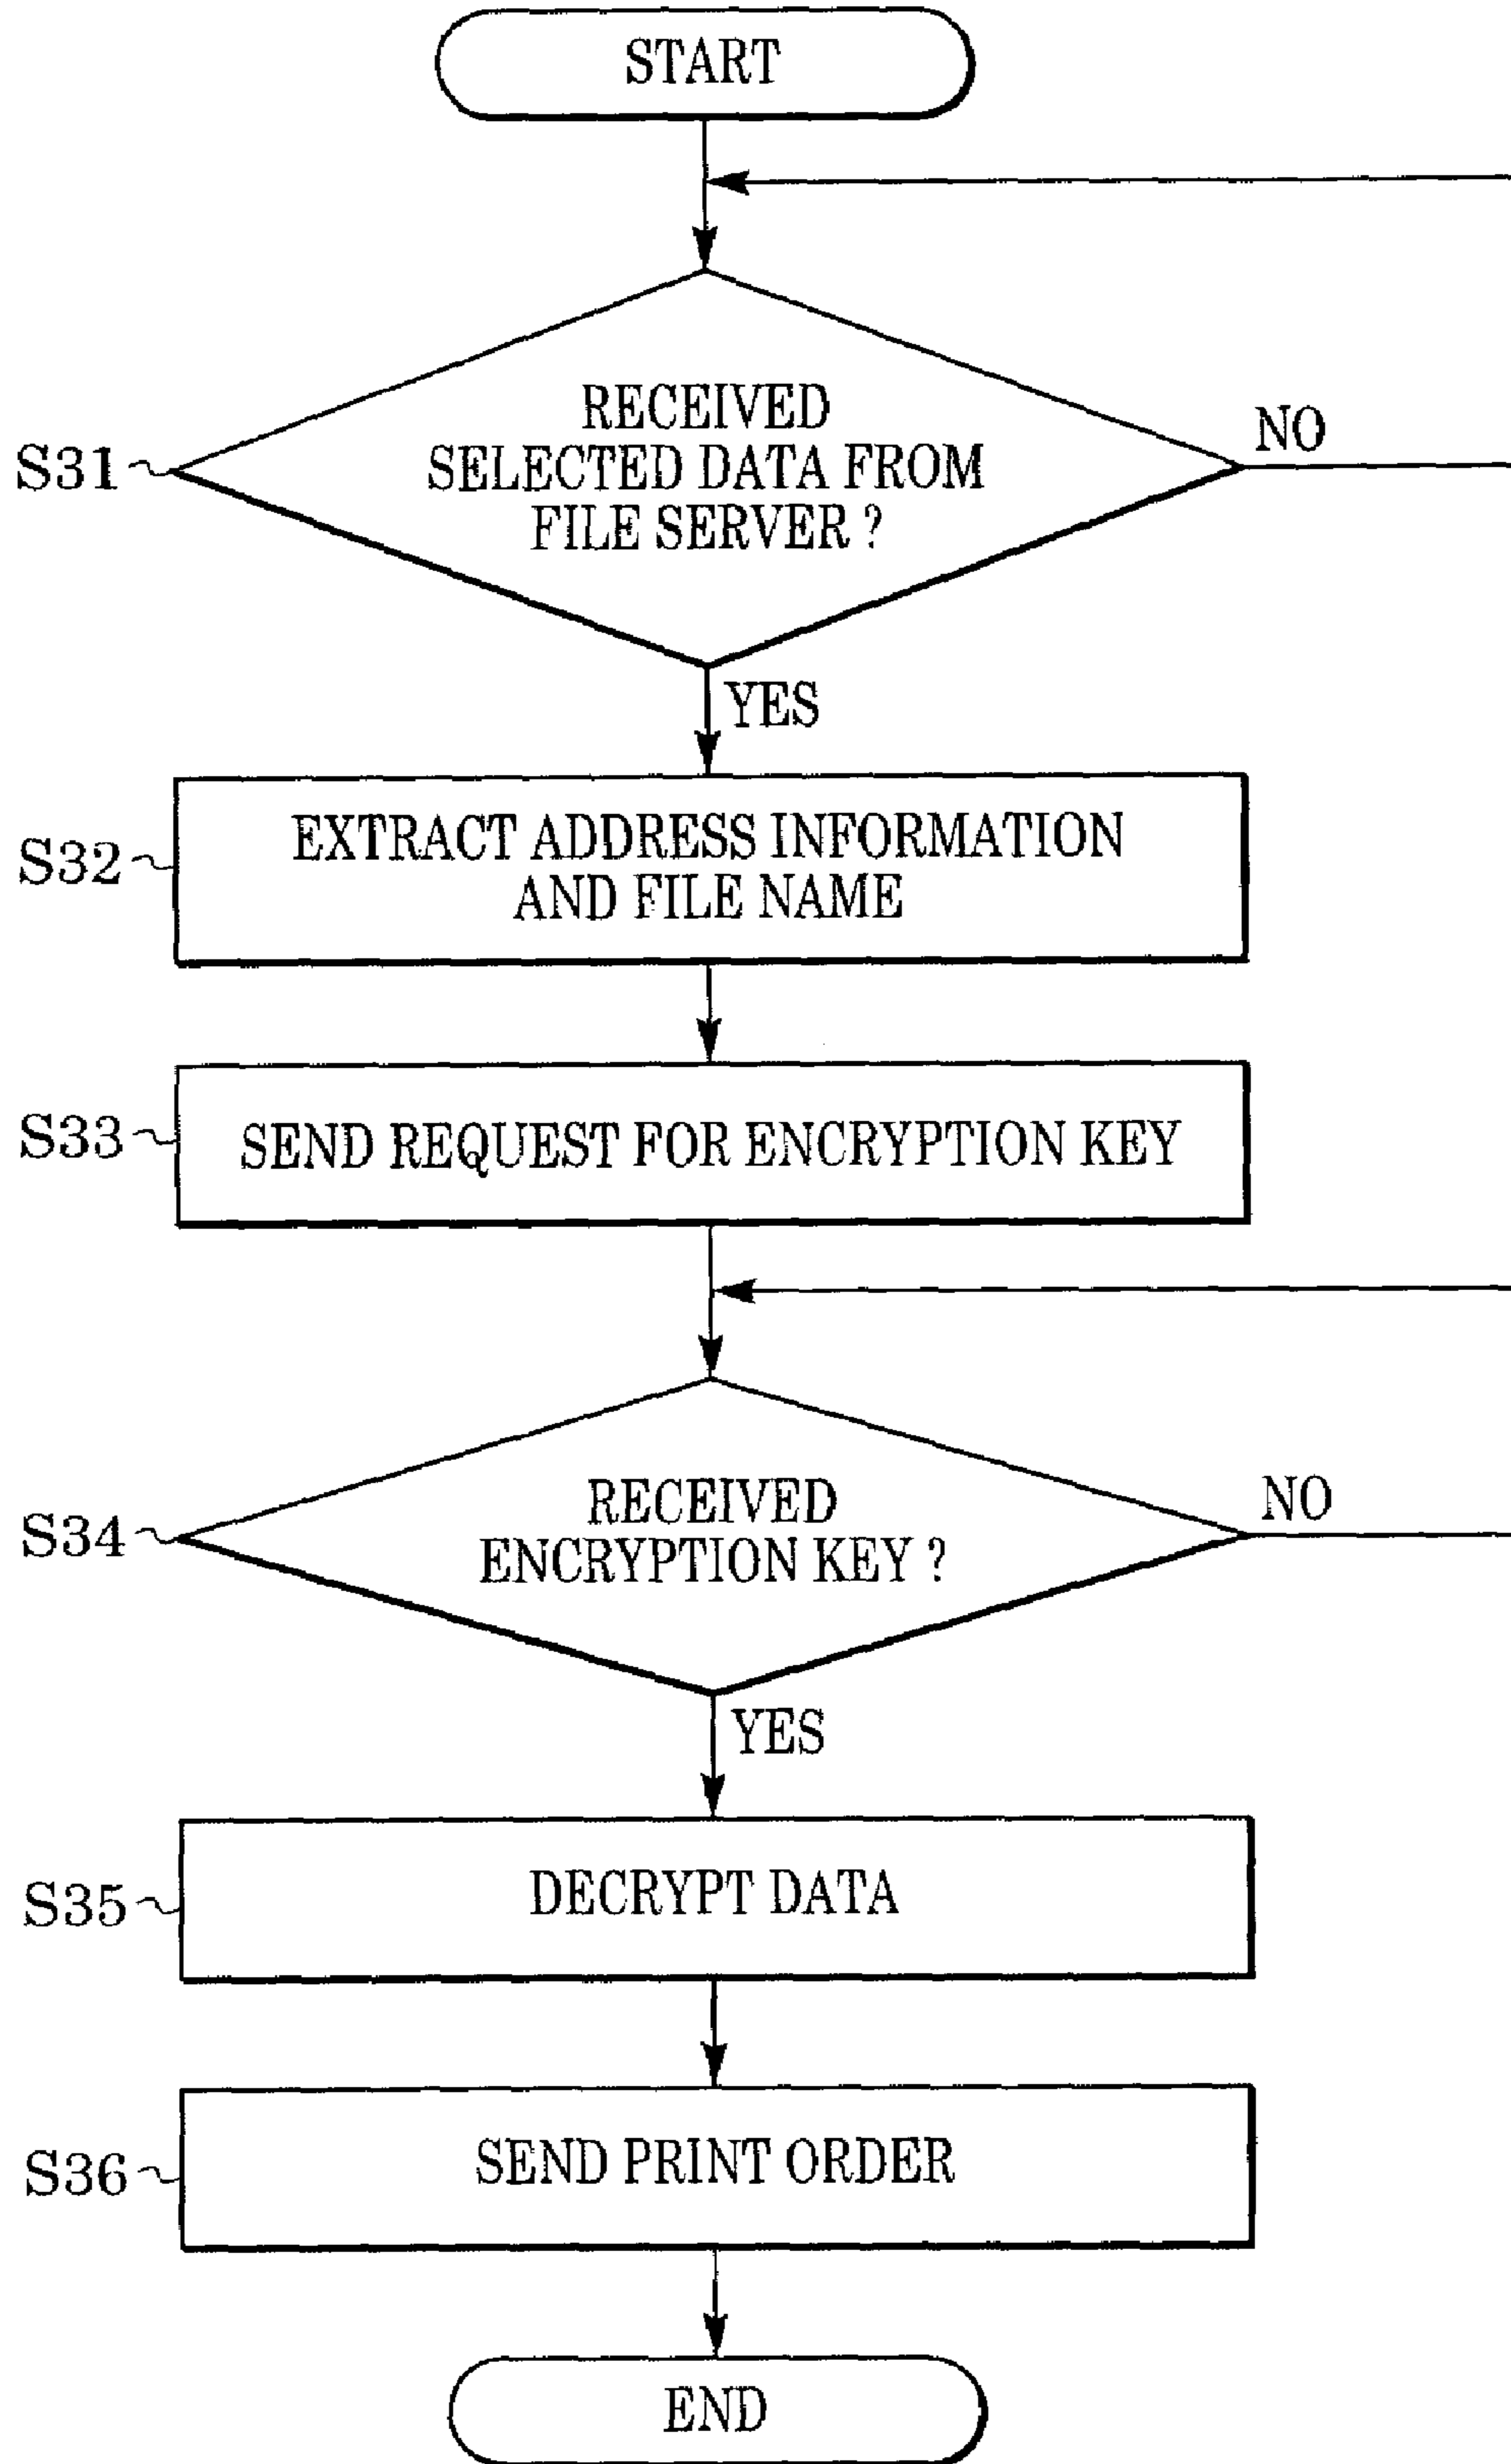 START
RECEIVED
SELECTED DATA FROM
FILE SERVER ?
S31
NO
YES
EXTRACT ADDRESS INFORMATION
AND FILE NAME
S32
SEND REQUEST FOR ENCRYPTION KEY
S33
RECEIVED
ENCRYPTION KEY ?
S34
NO
YES
DECRYPT DATA
S35
SEND PRINT ORDER
S36
END